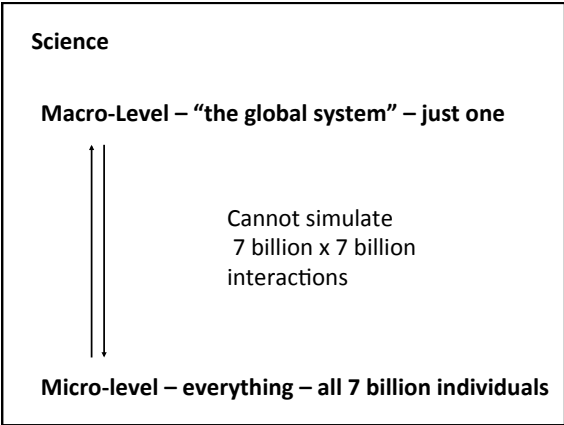 Science
Macro-Level – “the global system” – just one
Cannot simulate
7 billion x 7 billion
interactions
Micro-level – everything – all 7 billion individuals